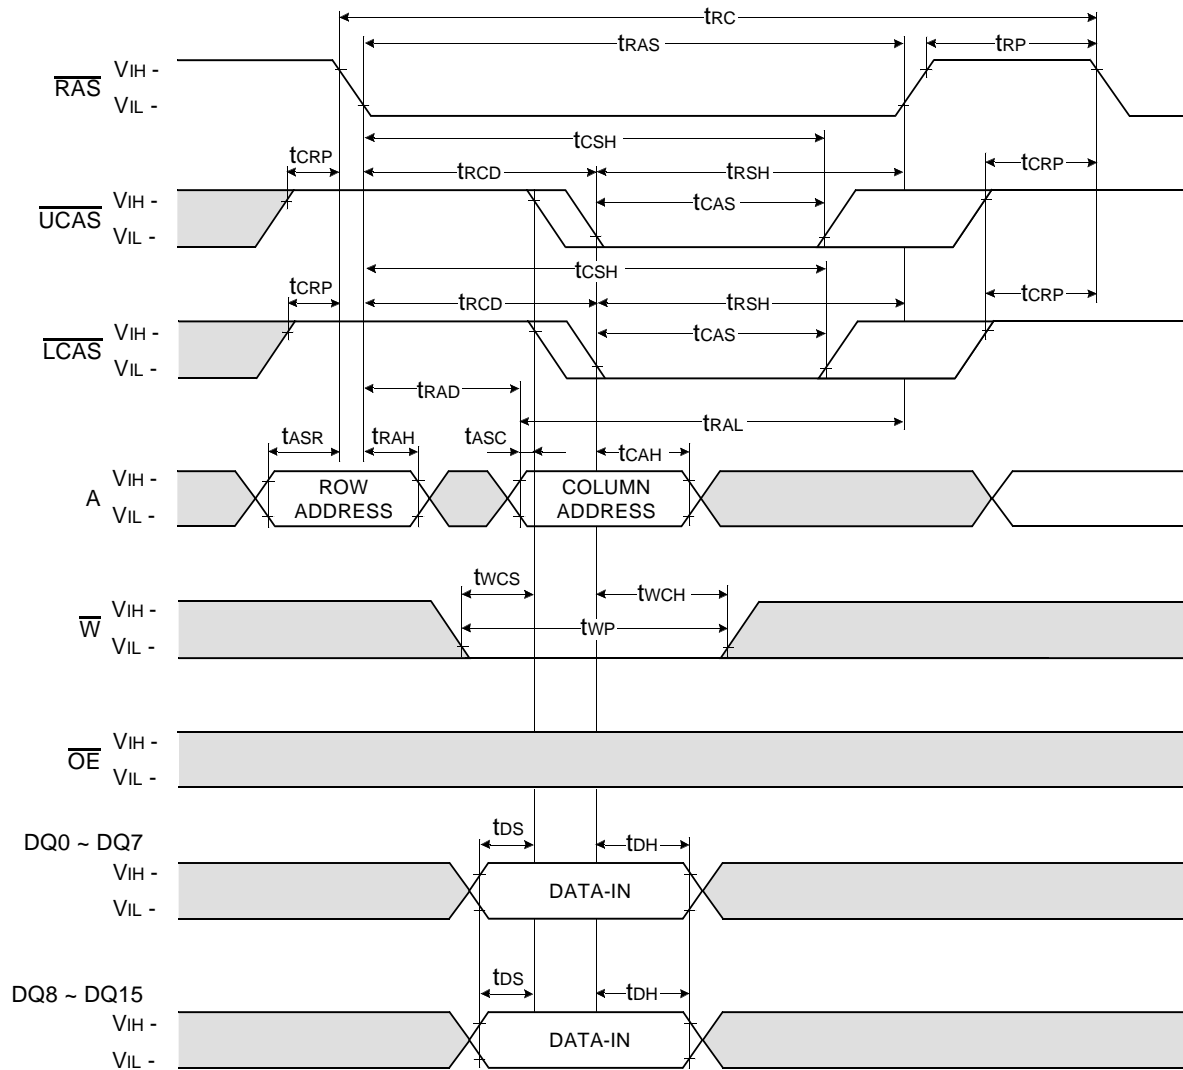 tRC
tRAS tRP
RAS VIH -
VIL -
tCSH
tCRP tRCD tRSH tCRP
UCAS VIH - tCAS
VIL -
tCSH
tCRP tRCD tRSH tCRP
LCAS VIH - tCAS
VIL -
tRAD
tRAL
tASR tRAH tASC tCAH
A VIH - ROW COLUMN
VIL - ADDRESS ADDRESS
tWCS tWCH
W VIH - tWP
VIL -
OE VIH -
VIL -
tDS tDH
DQ0 ~ DQ7
VIH - DATA-IN
VIL -
tDS tDH
DQ8 ~ DQ15
VIH - DATA-IN
VIL -